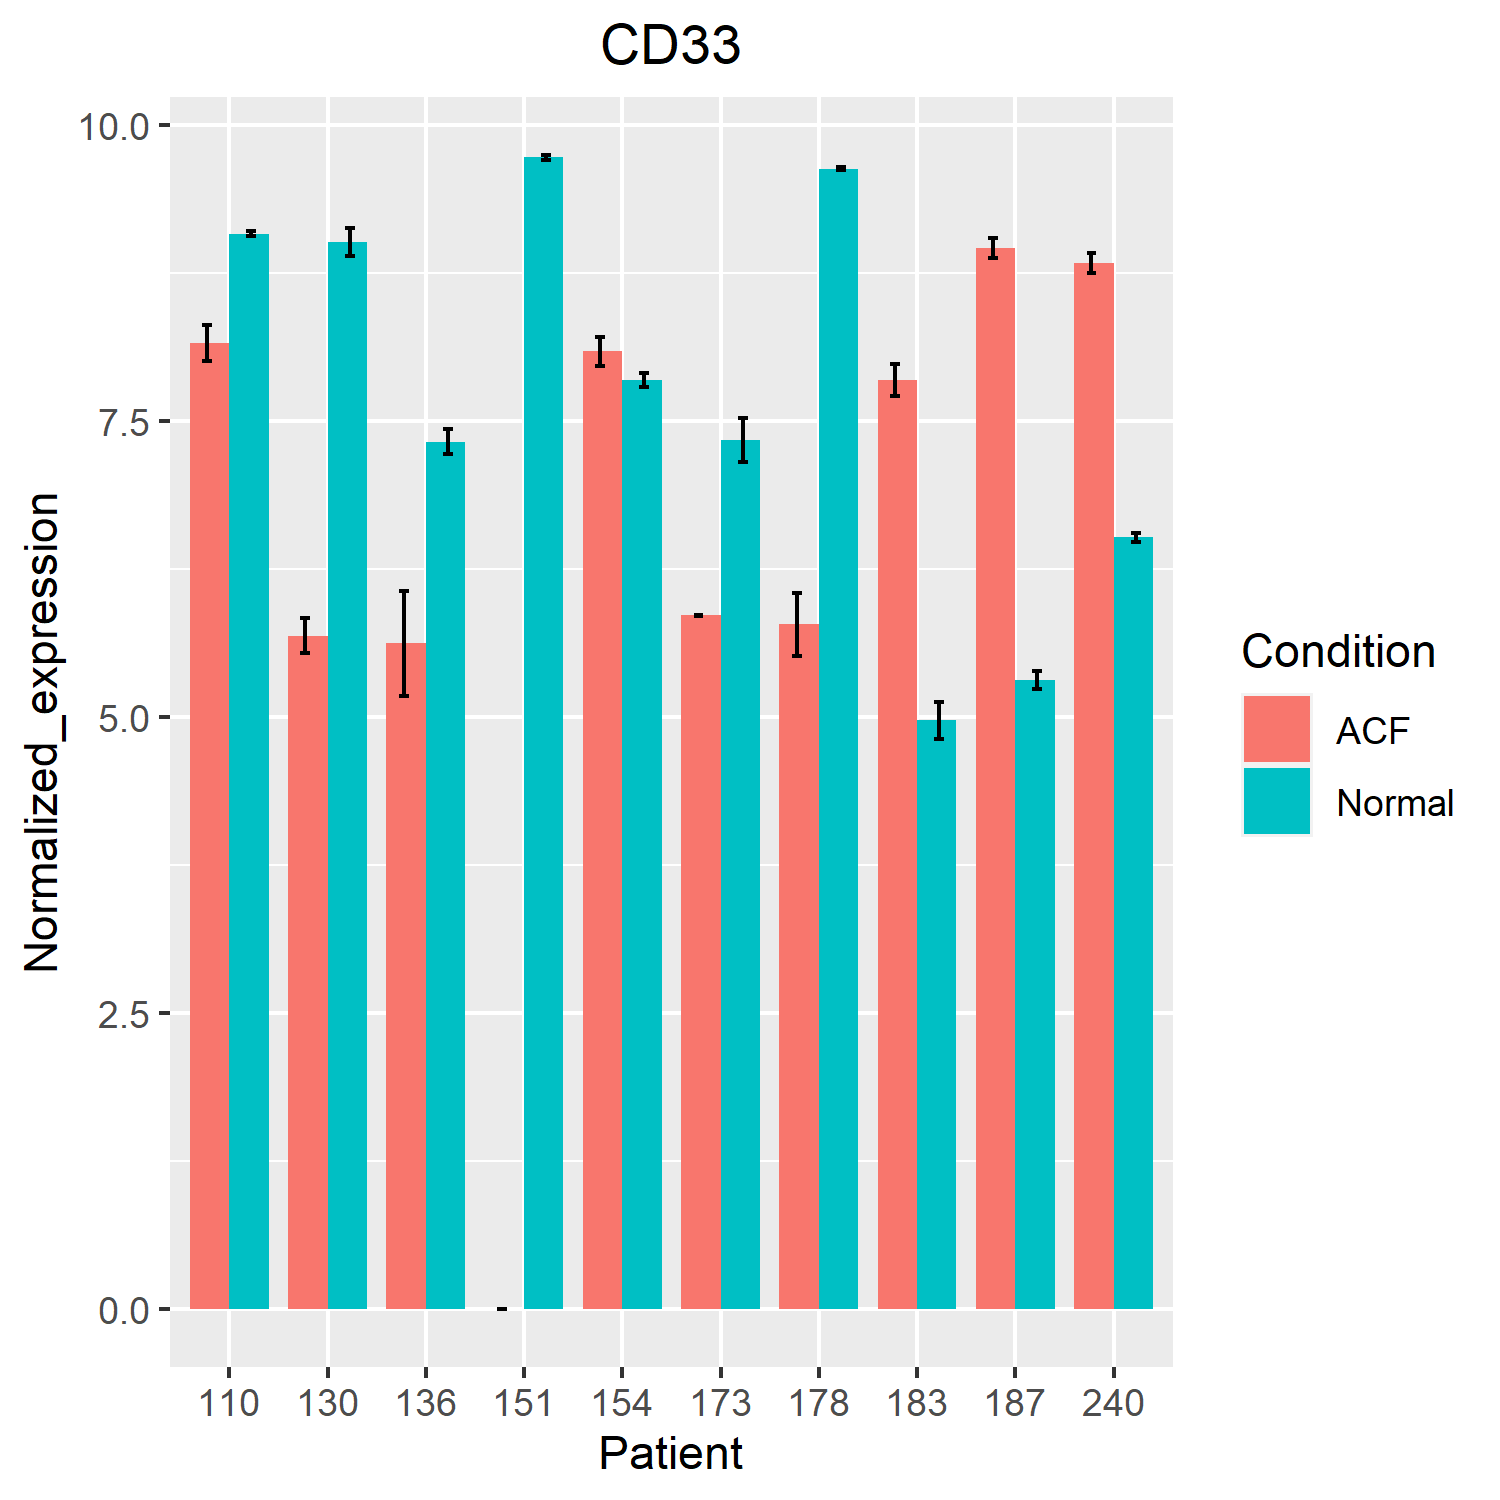 CD33
10.0
7.5
5.0
2.5
0.0
Normalized_expression
110 130 136 151 154 173 178 183 187 240
Patient
Condition
ACF
Normal